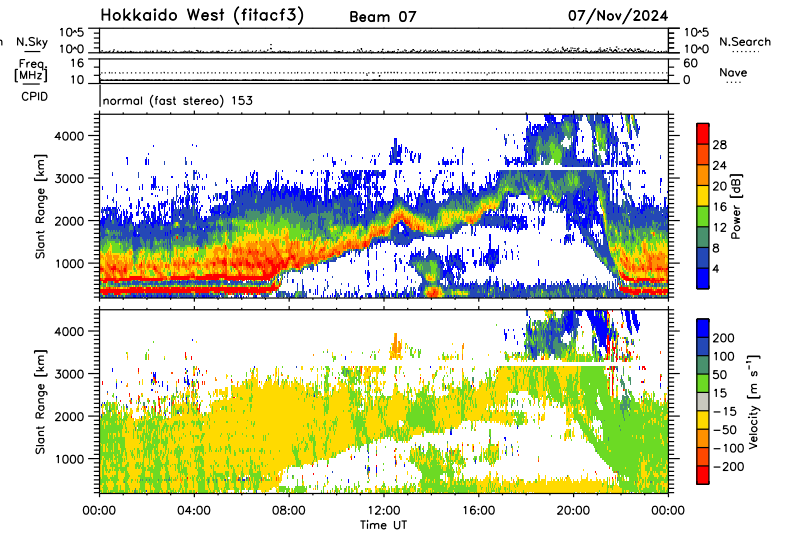 Hokkaido West (fitacf3) Beam 07 07/Nov/2024
N.Sky 10^5 10^0 10^5 10^0 N.Search
Freq. [MHz] 16 10 60 0 Nave
CPID normal (fast stereo) 153
Slant Range [km] 4000 3000 2000 1000
Power [dB] 28 24 20 16 12 8 4
Slant Range [km] 4000 3000 2000 1000
Velocity [m s⁻¹] 200 100 50 15 −15 −50 −100 −200
00:00 04:00 08:00 12:00 16:00 20:00 00:00
Time UT